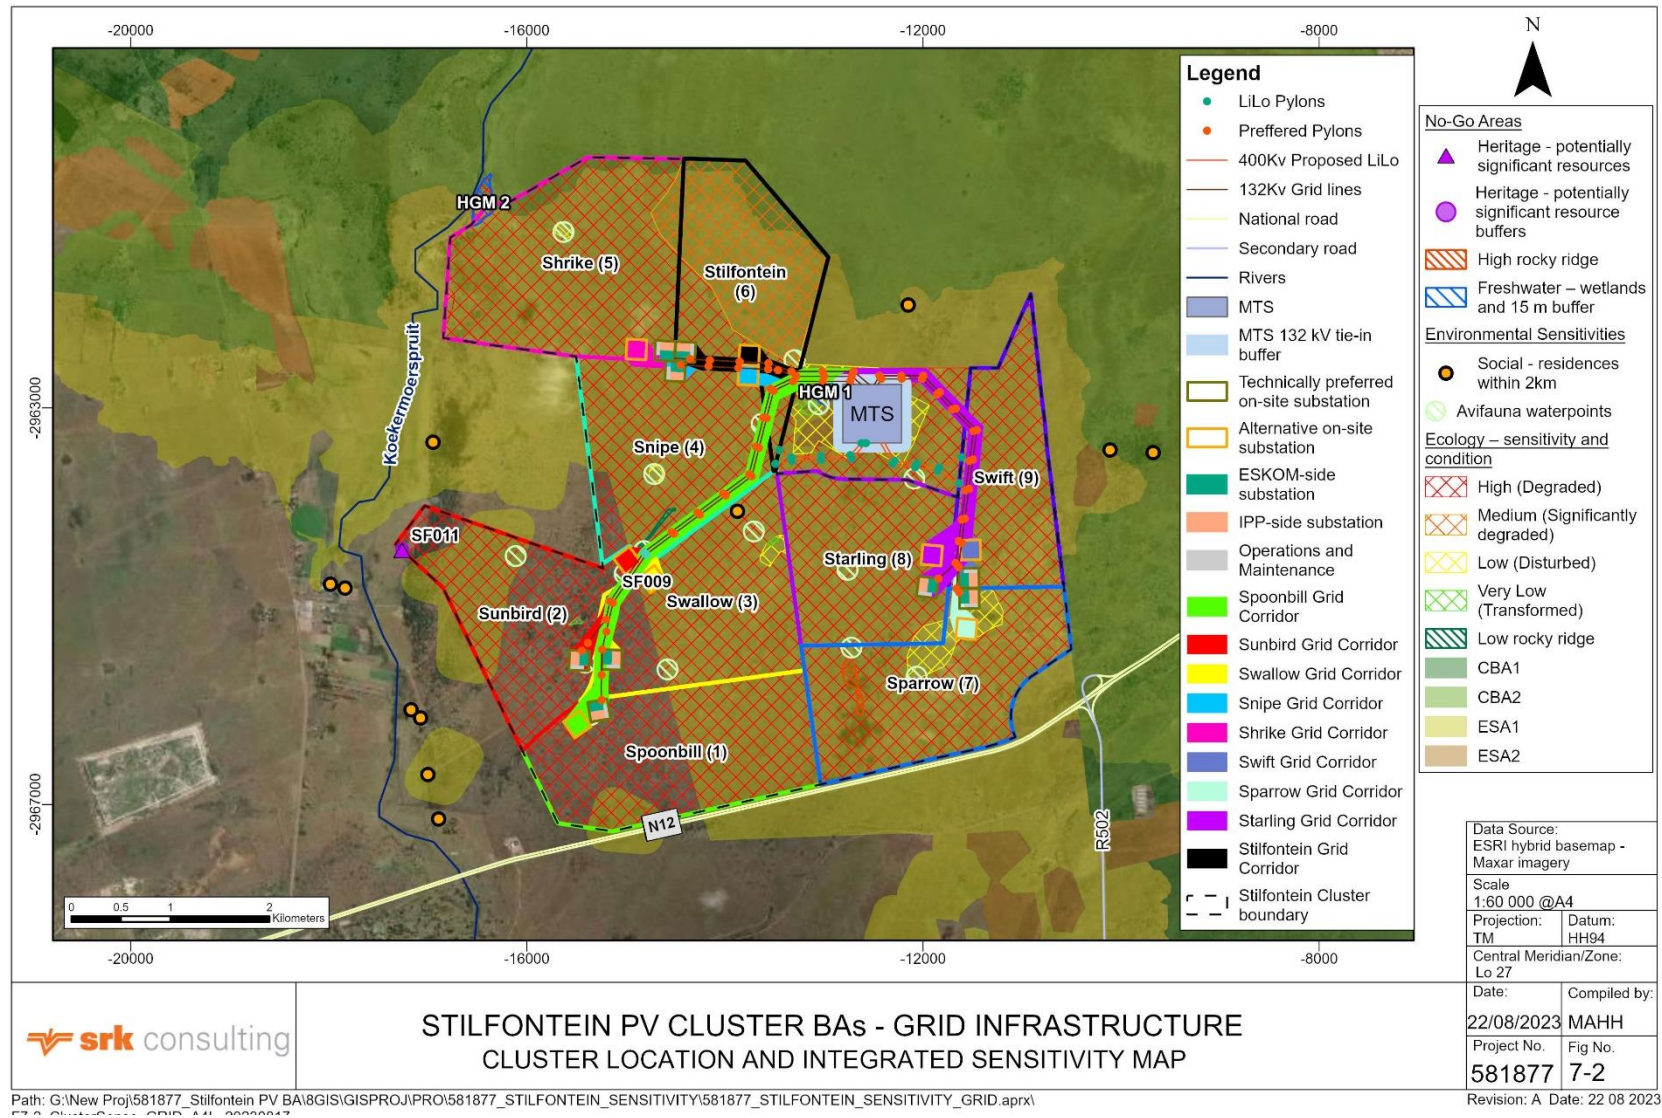 -20000
-16000
-12000
-8000
N
-2963000
-2967000
HGM 2
Shrike (5)
Stilfontein
(6)
Koekermoerspruit
HGM 1
MTS
Snipe (4)
Swift (9)
SF011
Starling (8)
SF009
Swallow (3)
Sunbird (2)
Sparrow (7)
Spoonbill (1)
N12
R502
0 0.5 1 2
Kilometers
-20000
-16000
-12000
-8000
Legend
LiLo Pylons
Preffered Pylons
400Kv Proposed LiLo
132Kv Grid lines
National road
Secondary road
Rivers
MTS
MTS 132 kV tie-in
buffer
Technically preferred
on-site substation
Alternative on-site
substation
ESKOM-side
substation
IPP-side substation
Operations and
Maintenance
Spoonbill Grid
Corridor
Sunbird Grid Corridor
Swallow Grid Corridor
Snipe Grid Corridor
Shrike Grid Corridor
Swift Grid Corridor
Sparrow Grid Corridor
Starling Grid Corridor
Stilfontein Grid
Corridor
Stilfontein Cluster
boundary
No-Go Areas
Heritage - potentially
significant resources
Heritage - potentially
significant resource
buffers
High rocky ridge
Freshwater – wetlands
and 15 m buffer
Environmental Sensitivities
Social - residences
within 2km
Avifauna waterpoints
Ecology – sensitivity and
condition
High (Degraded)
Medium (Significantly
degraded)
Low (Disturbed)
Very Low
(Transformed)
Low rocky ridge
CBA1
CBA2
ESA1
ESA2
Data Source:
ESRI hybrid basemap -
Maxar imagery
Scale
1:60 000 @A4
Projection:
TM
Datum:
HH94
Central Meridian/Zone:
Lo 27
Date:
22/08/2023
Compiled by:
MAHH
Project No.
581877
Fig No.
7-2
srk consulting
STILFONTEIN PV CLUSTER BAs - GRID INFRASTRUCTURE
CLUSTER LOCATION AND INTEGRATED SENSITIVITY MAP
Path: G:\New Proj\581877_Stilfontein PV BA\8GIS\GISPROJ\PRO\581877_STILFONTEIN_SENSITIVITY\581877_STILFONTEIN_SENSITIVITY_GRID.aprx\
Revision: A Date: 22 08 2023